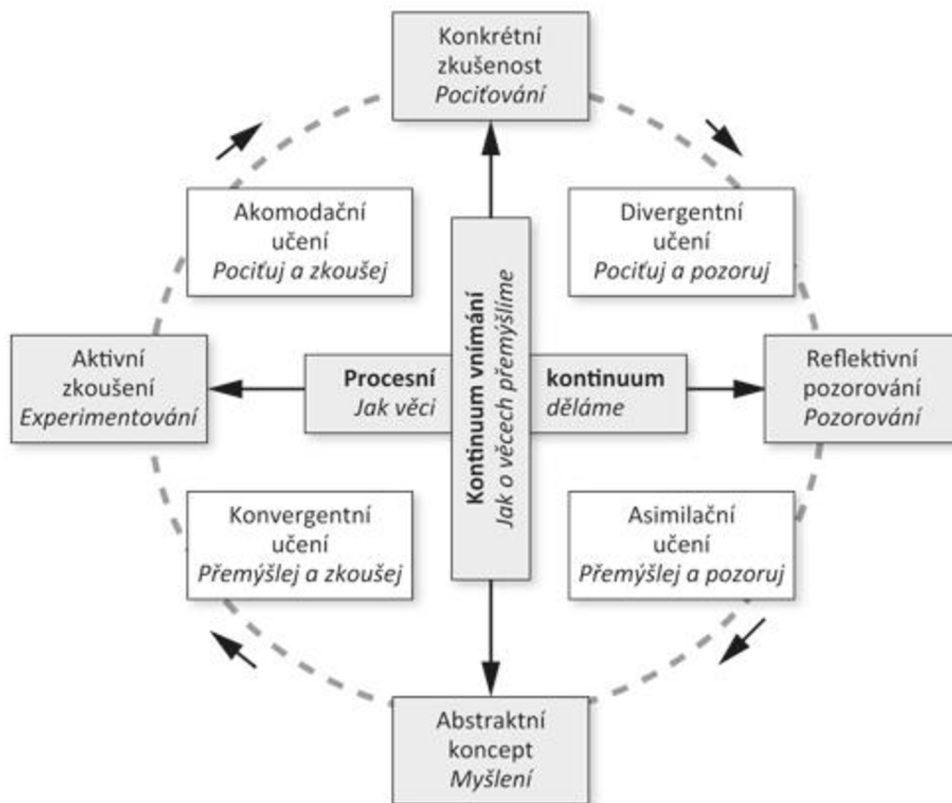 Konkrétní
zkušenost
Pociťování
Akomodační
učení
Pociťuj a zkoušej
Divergentní
učení
Pociťuj a pozoruj
Kontinuum vnímání
Jak o věcech přemýšlíme
Aktivní
zkoušení
Experimentování
Procesní kontinuum
Jak věci děláme
Reflektivní
pozorování
Pozorování
Konvergentní
učení
Přemýšlej a zkoušej
Asimilační
učení
Přemýšlej a pozoruj
Abstraktní
koncept
Myšlení